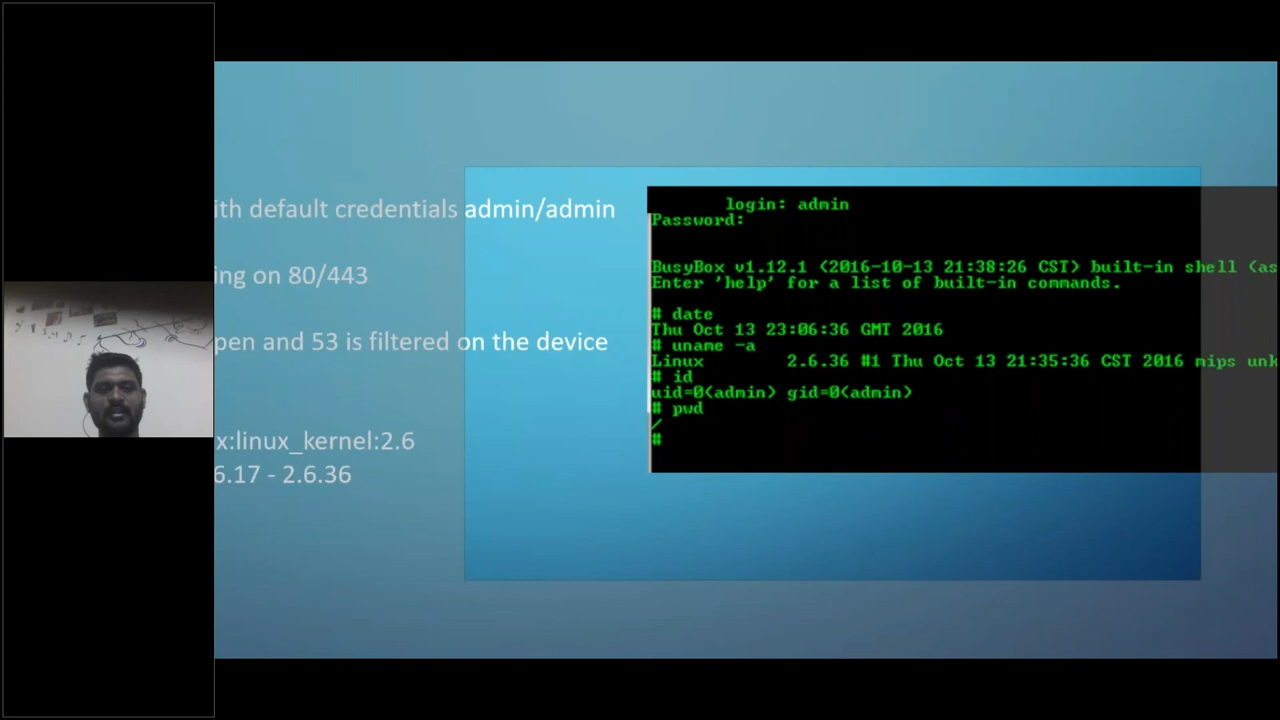 ith default credentials admin/admin
ing on 80/443
pen and 53 is filtered on the device
x:linux_kernel:2.6
6.17 - 2.6.36
login: admin
Password:
BusyBox v1.12.1 (2016-10-13 21:38:26 CST) built-in shell (as
Enter 'help' for a list of built-in commands.
# date
Thu Oct 13 23:06:36 GMT 2016
# uname -a
Linux 2.6.36 #1 Thu Oct 13 21:35:36 CST 2016 mips unk
# id
uid=0(admin) gid=0(admin)
# pwd
/
#